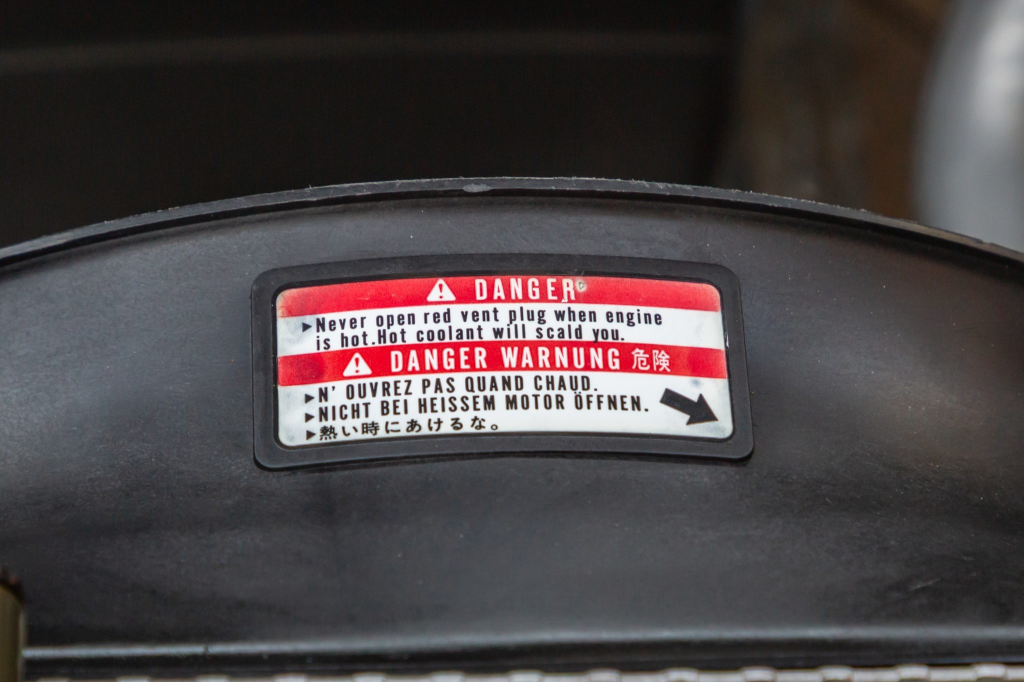 DANGER
Never open red vent plug when engine
is hot.Hot coolant will scald you.
DANGER WARNUNG 危険
N' OUVREZ PAS QUAND CHAUD.
NICHT BEI HEISSEM MOTOR ÖFFNEN.
熱い時にあけるな。